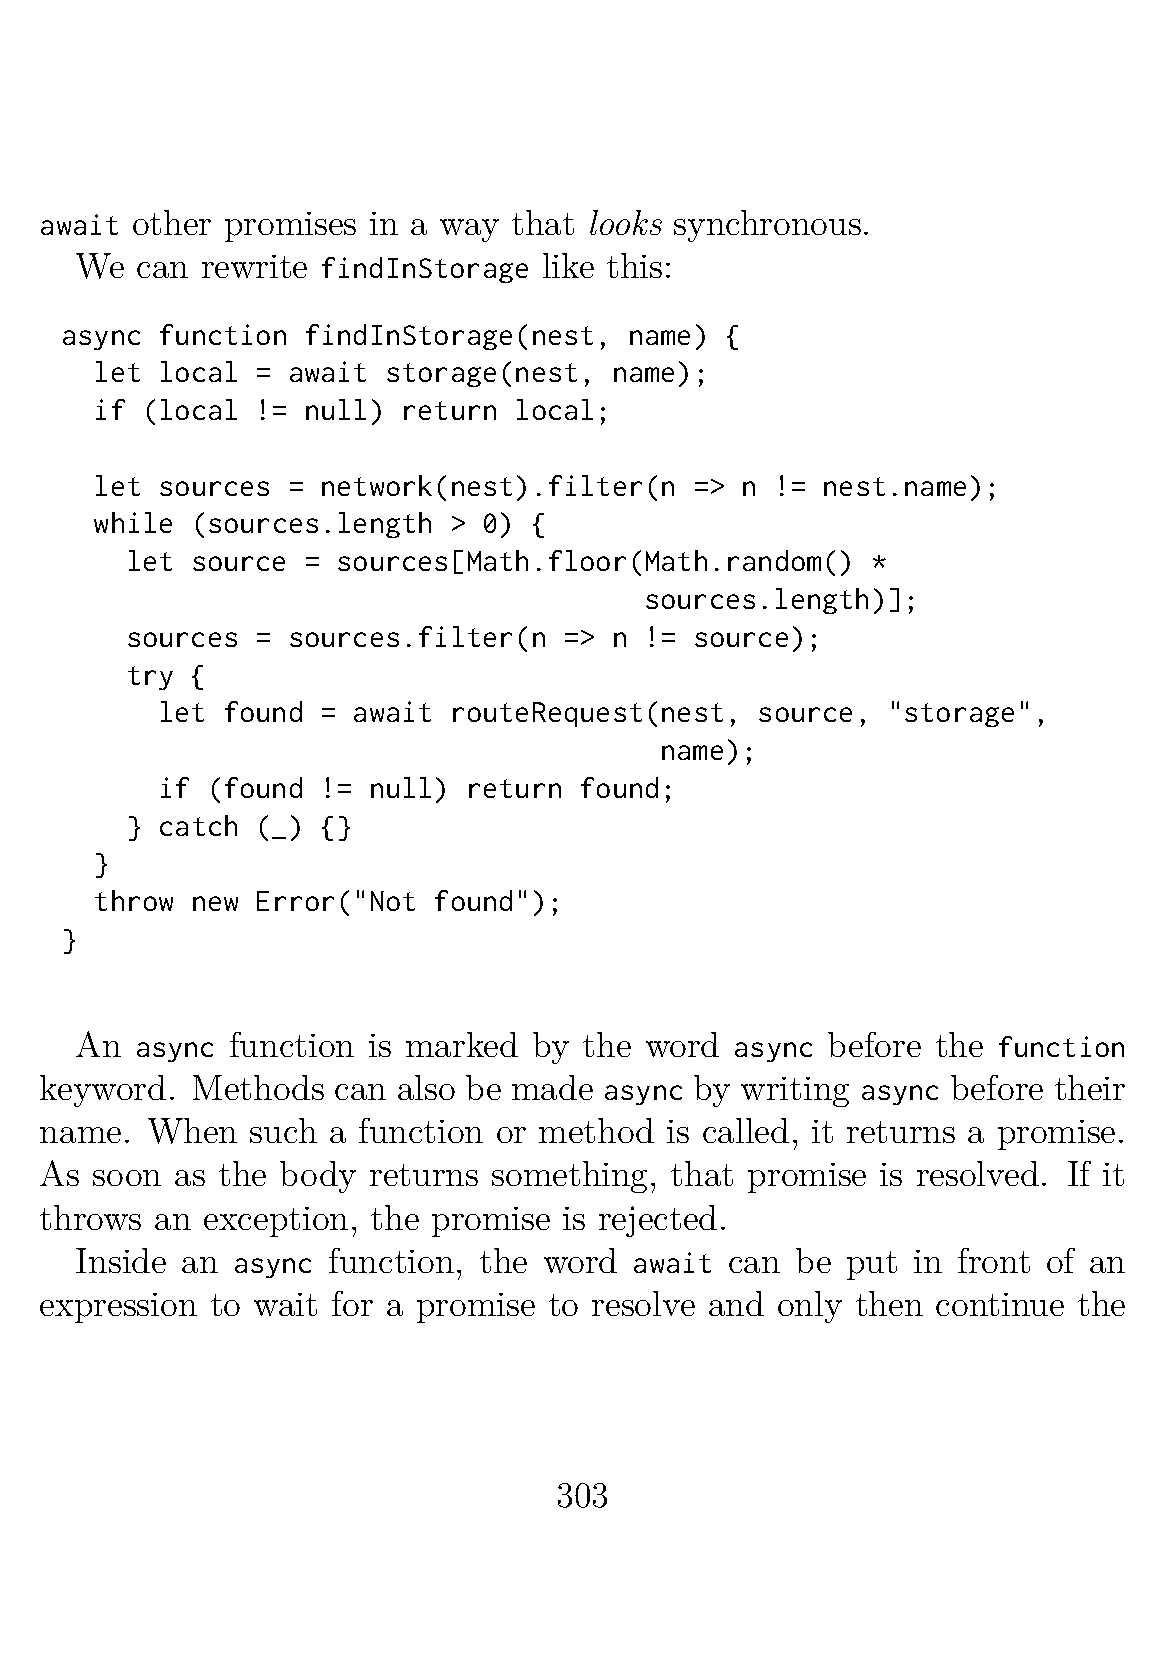 await other promises in a way that looks synchronous.
We can rewrite findInStorage like this:
async function findInStorage(nest, name) {
  let local = await storage(nest, name);
  if (local != null) return local;

  let sources = network(nest).filter(n => n != nest.name);
  while (sources.length > 0) {
    let source = sources[Math.floor(Math.random() *
                                    sources.length)];
    sources = sources.filter(n => n != source);
    try {
      let found = await routeRequest(nest, source, "storage",
                                     name);
      if (found != null) return found;
    } catch (_) {}
  }
  throw new Error("Not found");
}
An async function is marked by the word async before the function
keyword. Methods can also be made async by writing async before their
name. When such a function or method is called, it returns a promise.
As soon as the body returns something, that promise is resolved. If it
throws an exception, the promise is rejected.
Inside an async function, the word await can be put in front of an
expression to wait for a promise to resolve and only then continue the
303